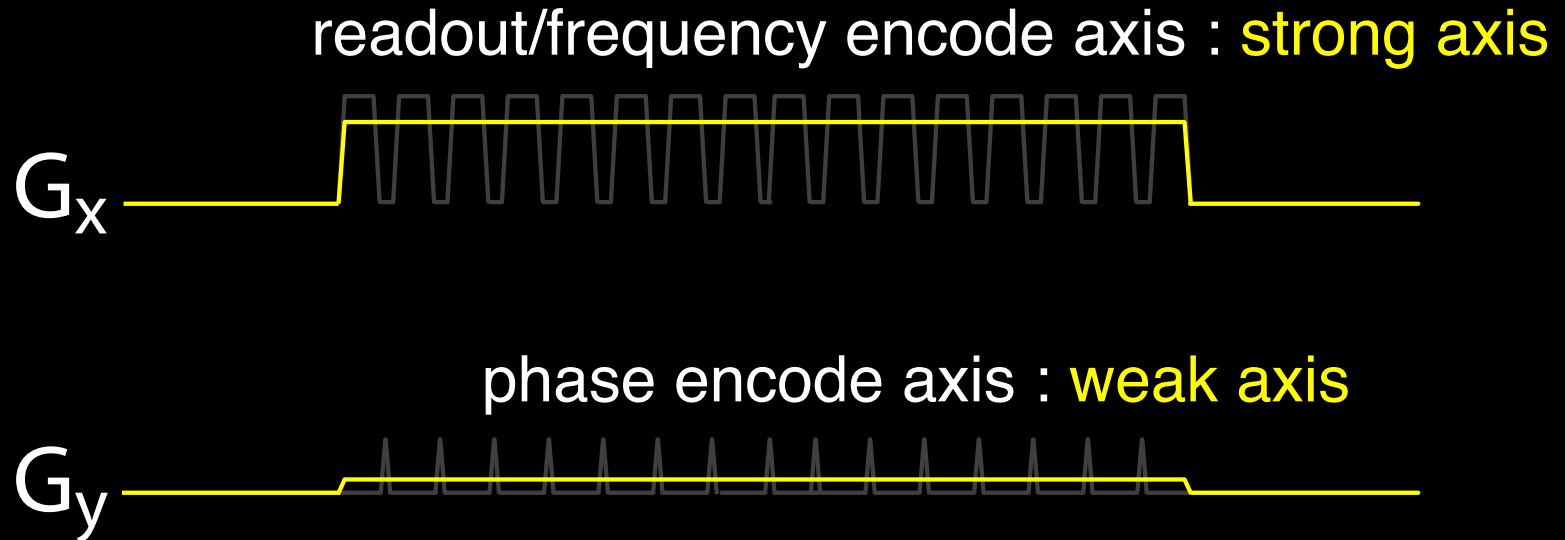 readout/frequency encode axis : strong axis
Gx
phase encode axis : weak axis
Gy